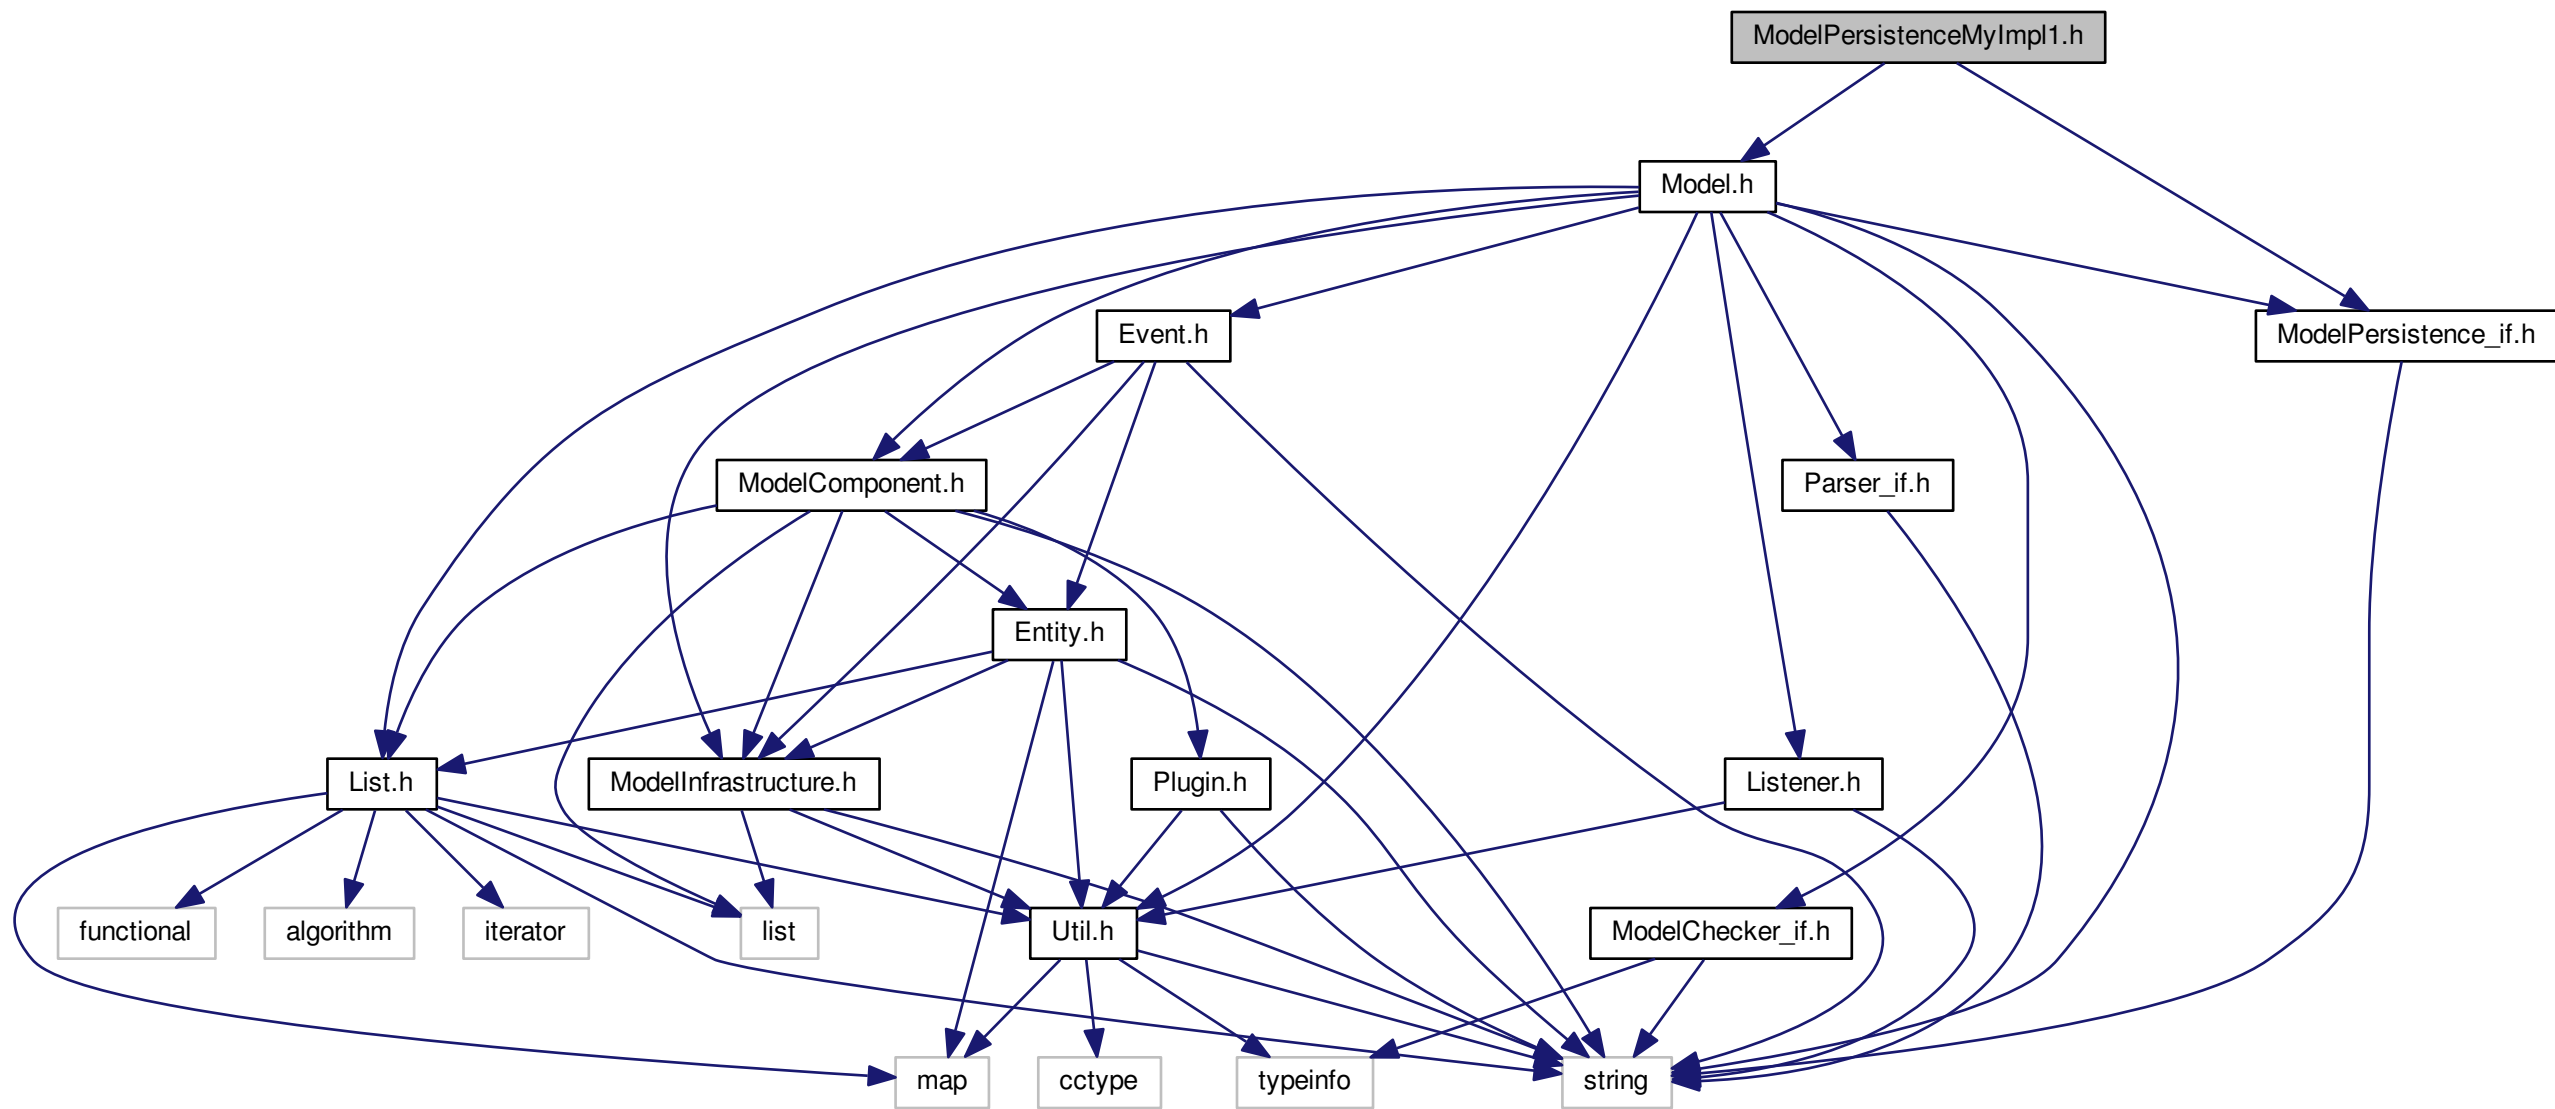 ModelPersistenceMyImpl1.h
Model.h
Event.h
ModelPersistence_if.h
ModelComponent.h
Parser_if.h
Entity.h
List.h
ModelInfrastructure.h
Plugin.h
Listener.h
functional
algorithm
iterator
list
Util.h
ModelChecker_if.h
map
cctype
typeinfo
string